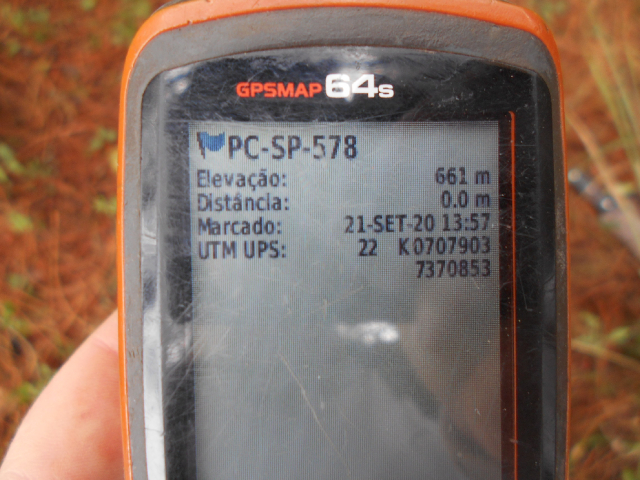 GPSMAP 64s
PC-SP-578
Elevação: 661 m
Distância: 0.0 m
Marcado: 21-SET-20 13:57
UTM UPS: 22 K 0707903
7370853